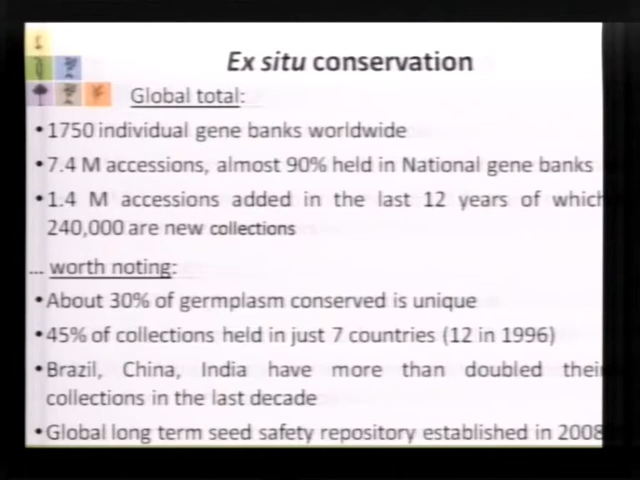 Ex situ conservation
Global total:
•1750 individual gene banks worldwide
•7.4 M accessions, almost 90% held in National gene banks
•1.4 M accessions added in the last 12 years of which
240,000 are new collections
... worth noting:
•About 30% of germplasm conserved is unique
•45% of collections held in just 7 countries (12 in 1996)
•Brazil, China, India have more than doubled their
collections in the last decade
•Global long term seed safety repository established in 2008